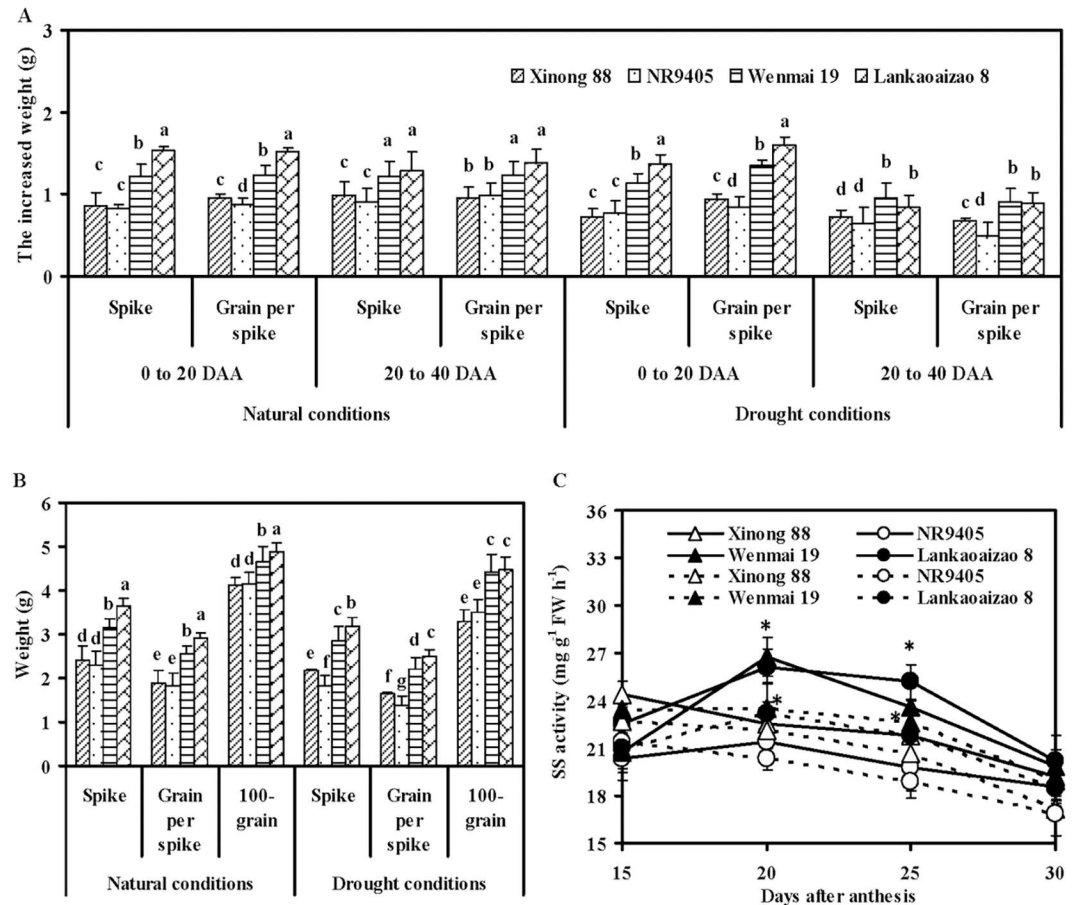 A
The increased weight (g)
3
2
1
0
Xinong 88 NR9405 Wenmai 19 Lankaoaizao 8
c c b a c d b a c c a a b b a a c c b a c d b a d d b b c d b b
Spike Grain per spike Spike Grain per spike Spike Grain per spike Spike Grain per spike
0 to 20 DAA 20 to 40 DAA 0 to 20 DAA 20 to 40 DAA
Natural conditions Drought conditions
B
Weight (g)
6
5
4
3
2
1
0
d d b a e e b a d d b a e f c b f g d c e e c c
Spike Grain per spike 100-grain Spike Grain per spike 100-grain
Natural conditions Drought conditions
C
SS activity (mg g-1 FW h-1)
36
33
30
27
24
21
18
15
Xinong 88 NR9405
Wenmai 19 Lankaoaizao 8
Xinong 88 NR9405
Wenmai 19 Lankaoaizao 8
* *
* *
15 20 25 30
Days after anthesis